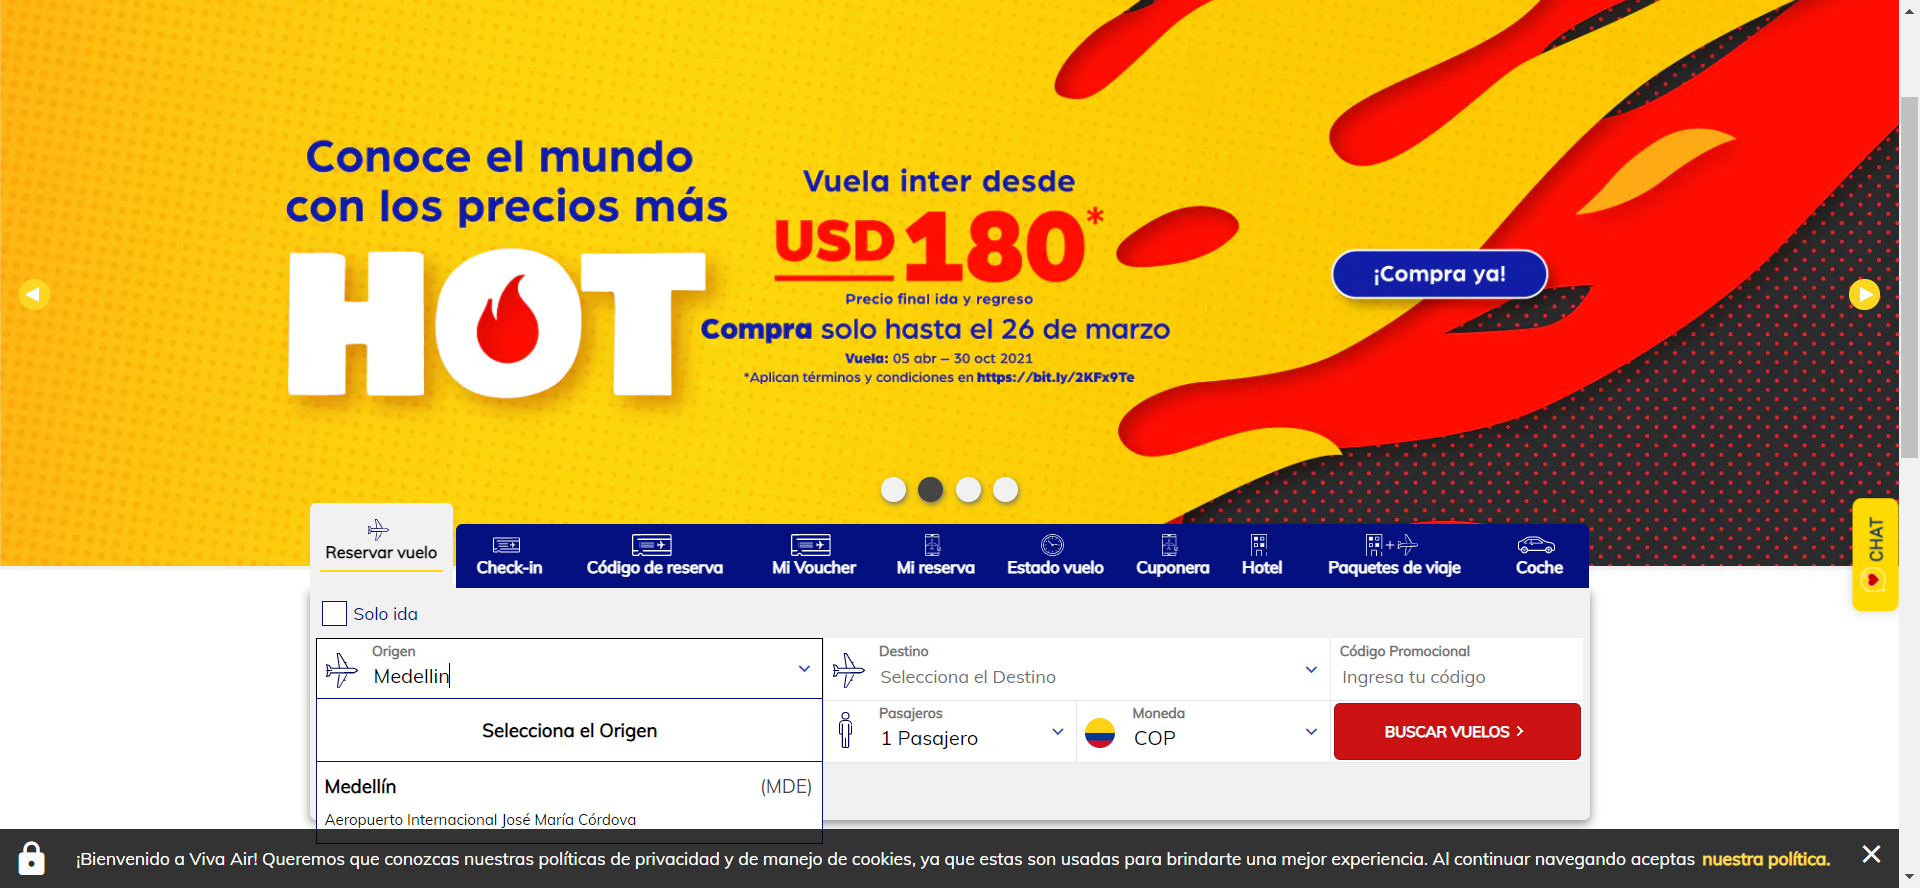 Conoce el mundo
con los precios más
HOT
Vuela inter desde
USD180*
Precio final ida y regreso
Compra solo hasta el 26 de marzo
Vuela: 05 abr – 30 oct 2021
*Aplican términos y condiciones en https://bit.ly/2KFx9Te
¡Compra ya!
CHAT
Reservar vuelo
Check-in
Código de reserva
Mi Voucher
Mi reserva
Estado vuelo
Cuponera
Hotel
Paquetes de viaje
Coche
Solo ida
Origen
Medellin
Destino
Selecciona el Destino
Código Promocional
Ingresa tu código
Selecciona el Origen
Pasajeros
1 Pasajero
Moneda
COP
BUSCAR VUELOS >
Medellín (MDE)
Aeropuerto Internacional José María Córdova
¡Bienvenido a Viva Air! Queremos que conozcas nuestras políticas de privacidad y de manejo de cookies, ya que estas son usadas para brindarte una mejor experiencia. Al continuar navegando aceptas nuestra política.